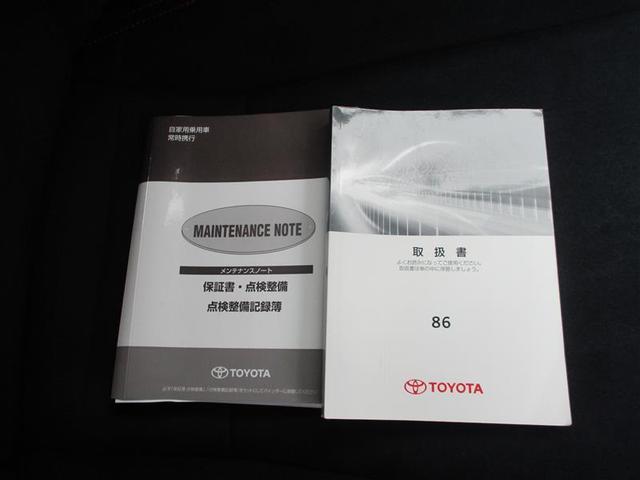 自家用乗用車
常時携行
MAINTENANCE NOTE
メンテナンスノート
保証書・点検整備
点検整備記録簿
TOYOTA
取扱書
よくお読みになってご使用ください。
取扱書は車の中に保管しましょう。
86
TOYOTA